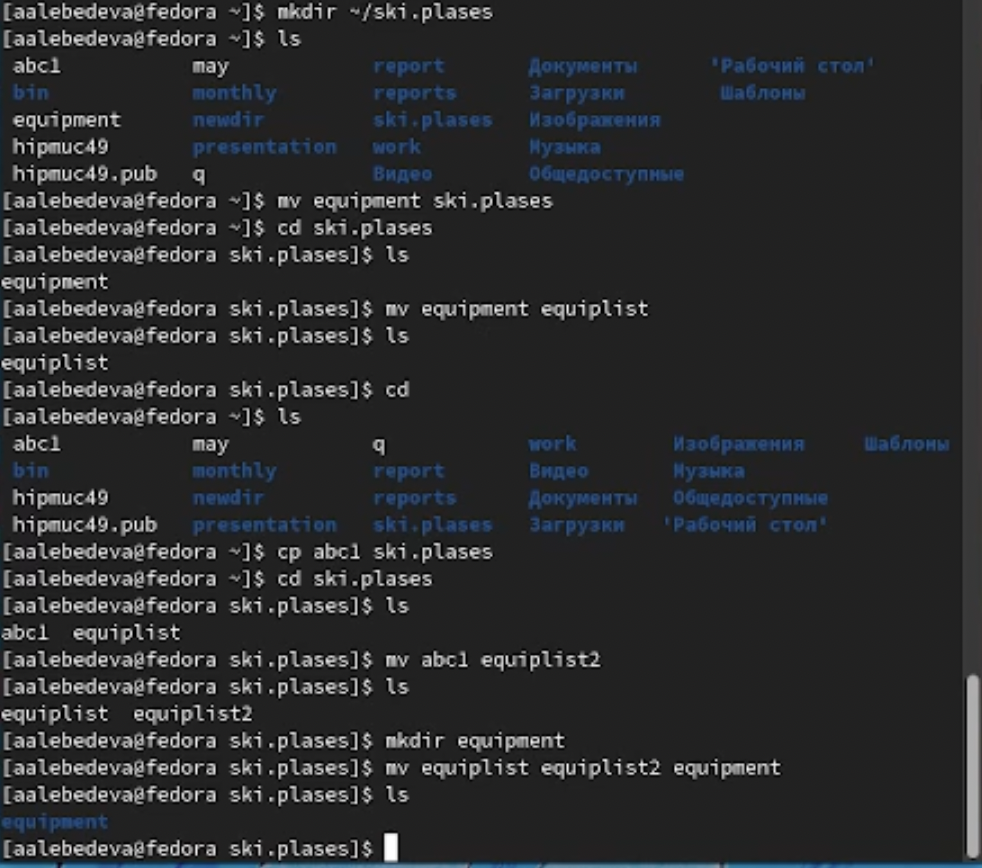 [aalebedeva@fedora ~]$ mkdir ~/ski.plases
[aalebedeva@fedora ~]$ ls
abc1 may report Документы 'Рабочий стол'
bin monthly reports Загрузки Шаблоны
equipment newdir ski.plases Изображения
hipmuc49 presentation work Музыка
hipmuc49.pub q Видео Общедоступные
[aalebedeva@fedora ~]$ mv equipment ski.plases
[aalebedeva@fedora ~]$ cd ski.plases
[aalebedeva@fedora ski.plases]$ ls
equipment
[aalebedeva@fedora ski.plases]$ mv equipment equiplist
[aalebedeva@fedora ski.plases]$ ls
equiplist
[aalebedeva@fedora ski.plases]$ cd
[aalebedeva@fedora ~]$ ls
abc1 may q work Изображения Шаблоны
bin monthly report Видео Музыка
hipmuc49 newdir reports Документы Общедоступные
hipmuc49.pub presentation ski.plases Загрузки 'Рабочий стол'
[aalebedeva@fedora ~]$ cp abc1 ski.plases
[aalebedeva@fedora ~]$ cd ski.plases
[aalebedeva@fedora ski.plases]$ ls
abc1 equiplist
[aalebedeva@fedora ski.plases]$ mv abc1 equiplist2
[aalebedeva@fedora ski.plases]$ ls
equiplist equiplist2
[aalebedeva@fedora ski.plases]$ mkdir equipment
[aalebedeva@fedora ski.plases]$ mv equiplist equiplist2 equipment
[aalebedeva@fedora ski.plases]$ ls
equipment
[aalebedeva@fedora ski.plases]$